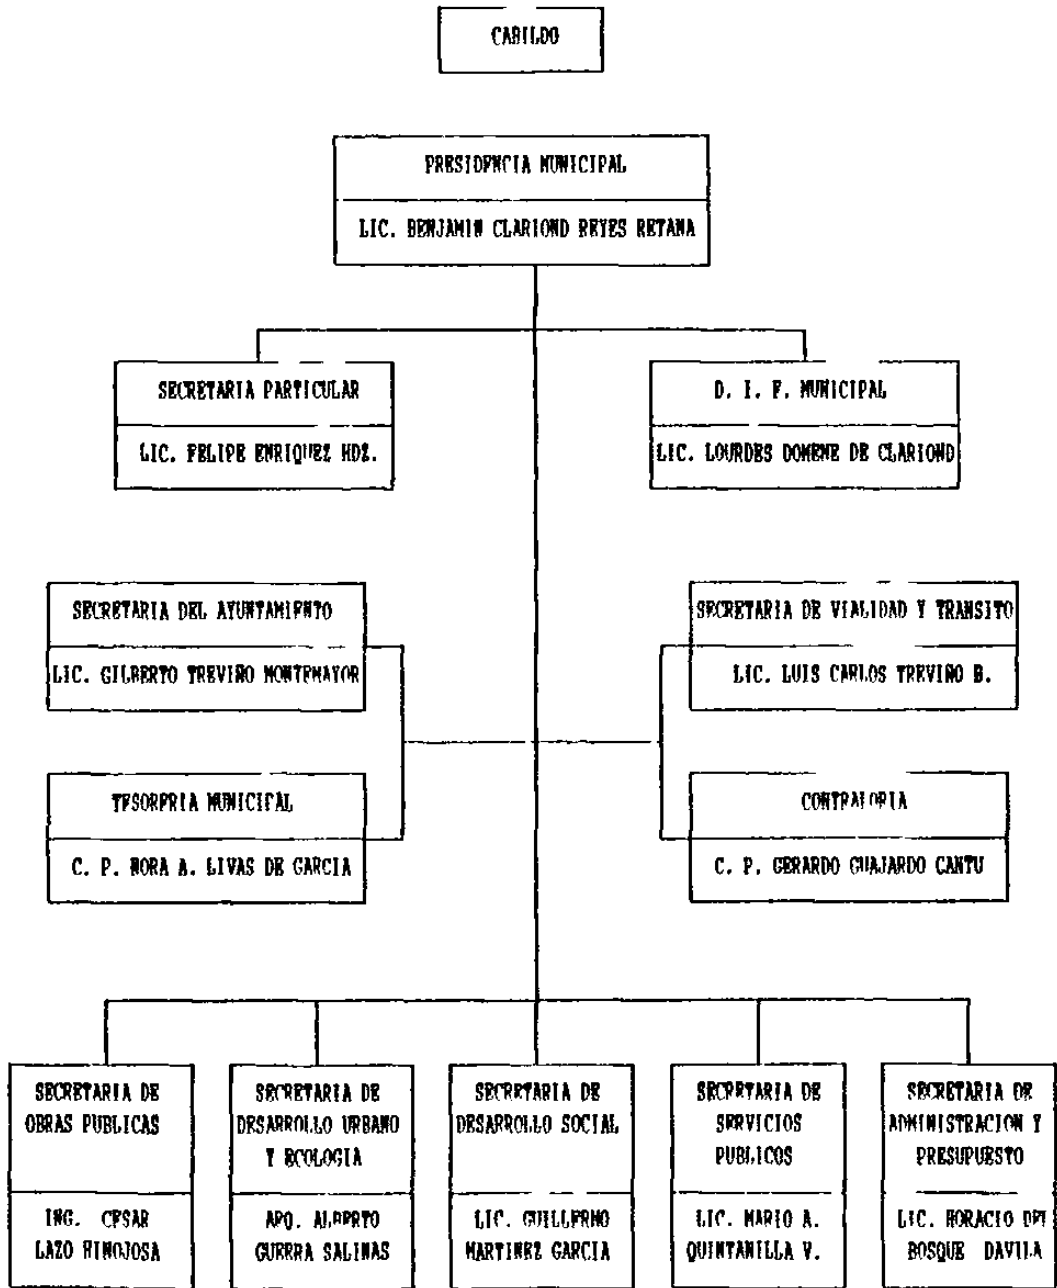 CABILDO
PRESIDENCIA MUNICIPAL
LIC. BENJAMIN CLARIOND REYES RETANA
SECRETARIA PARTICULAR
LIC. FELIPE ENRIQUEZ HDZ.
D. I. F. MUNICIPAL
LIC. LOURDES DOMENE DE CLARIOND
SECRETARIA DEL AYUNTAMIENTO
LIC. GILBERTO TREVIÑO MONTEMAYOR
SECRETARIA DE VIALIDAD Y TRANSITO
LIC. LUIS CARLOS TREVIÑO B.
TESORERIA MUNICIPAL
C. P. NORA A. LIVAS DE GARCIA
CONTRALORIA
C. P. GERARDO GUAJARDO CANTU
SECRETARIA DE
OBRAS PUBLICAS
ING. CESAR
LAZO HINOJOSA
SECRETARIA DE
DESARROLLO URBANO
Y ECOLOGIA
ARQ. ALBERTO
GUERRA SALINAS
SECRETARIA DE
DESARROLLO SOCIAL
LIC. GUILLERMO
MARTINEZ GARCIA
SECRETARIA DE
SERVICIOS
PUBLICOS
LIC. MARIO A.
QUINTANILLA V.
SECRETARIA DE
ADMINISTRACION Y
PRESUPUESTO
LIC. HORACIO DEL
BOSQUE DAVILA